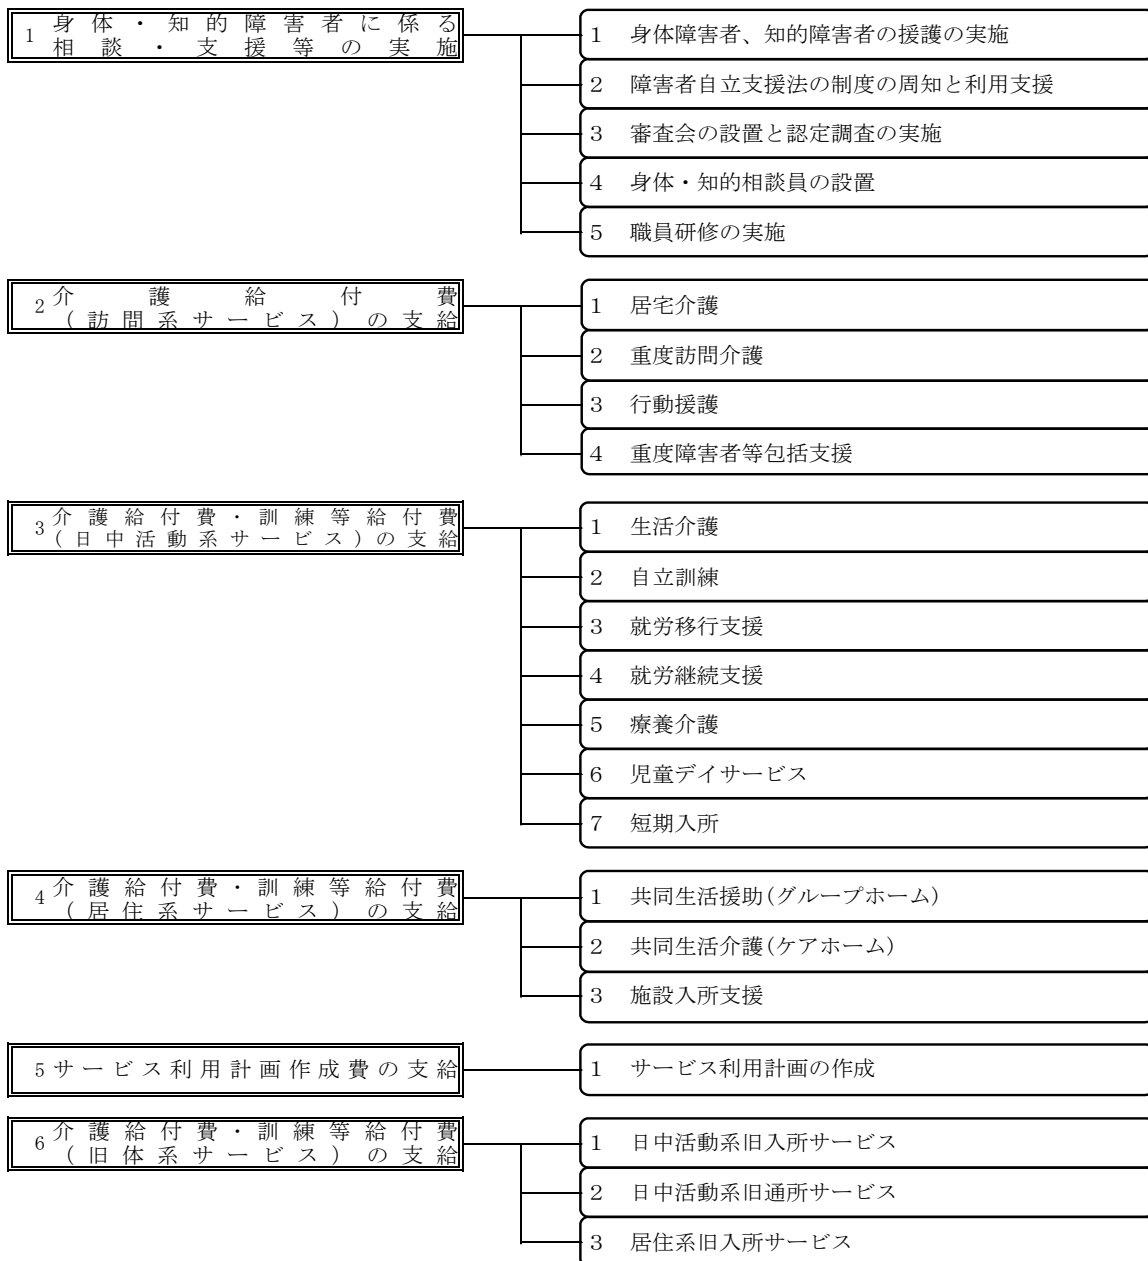 1 身体・知的障害者に係る
相談・支援等の実施
1 身体障害者、知的障害者の援護の実施
2 障害者自立支援法の制度の周知と利用支援
3 審査会の設置と認定調査の実施
4 身体・知的相談員の設置
5 職員研修の実施
2 介護給付費
(訪問系サービス)の支給
1 居宅介護
2 重度訪問介護
3 行動援護
4 重度障害者等包括支援
3 介護給付費・訓練等給付費
(日中活動系サービス)の支給
1 生活介護
2 自立訓練
3 就労移行支援
4 就労継続支援
5 療養介護
6 児童デイサービス
7 短期入所
4 介護給付費・訓練等給付費
(居住系サービス)の支給
1 共同生活援助(グループホーム)
2 共同生活介護(ケアホーム)
3 施設入所支援
5 サービス利用計画作成費の支給
1 サービス利用計画の作成
6 介護給付費・訓練等給付費
(旧体系サービス)の支給
1 日中活動系旧入所サービス
2 日中活動系旧通所サービス
3 居住系旧入所サービス